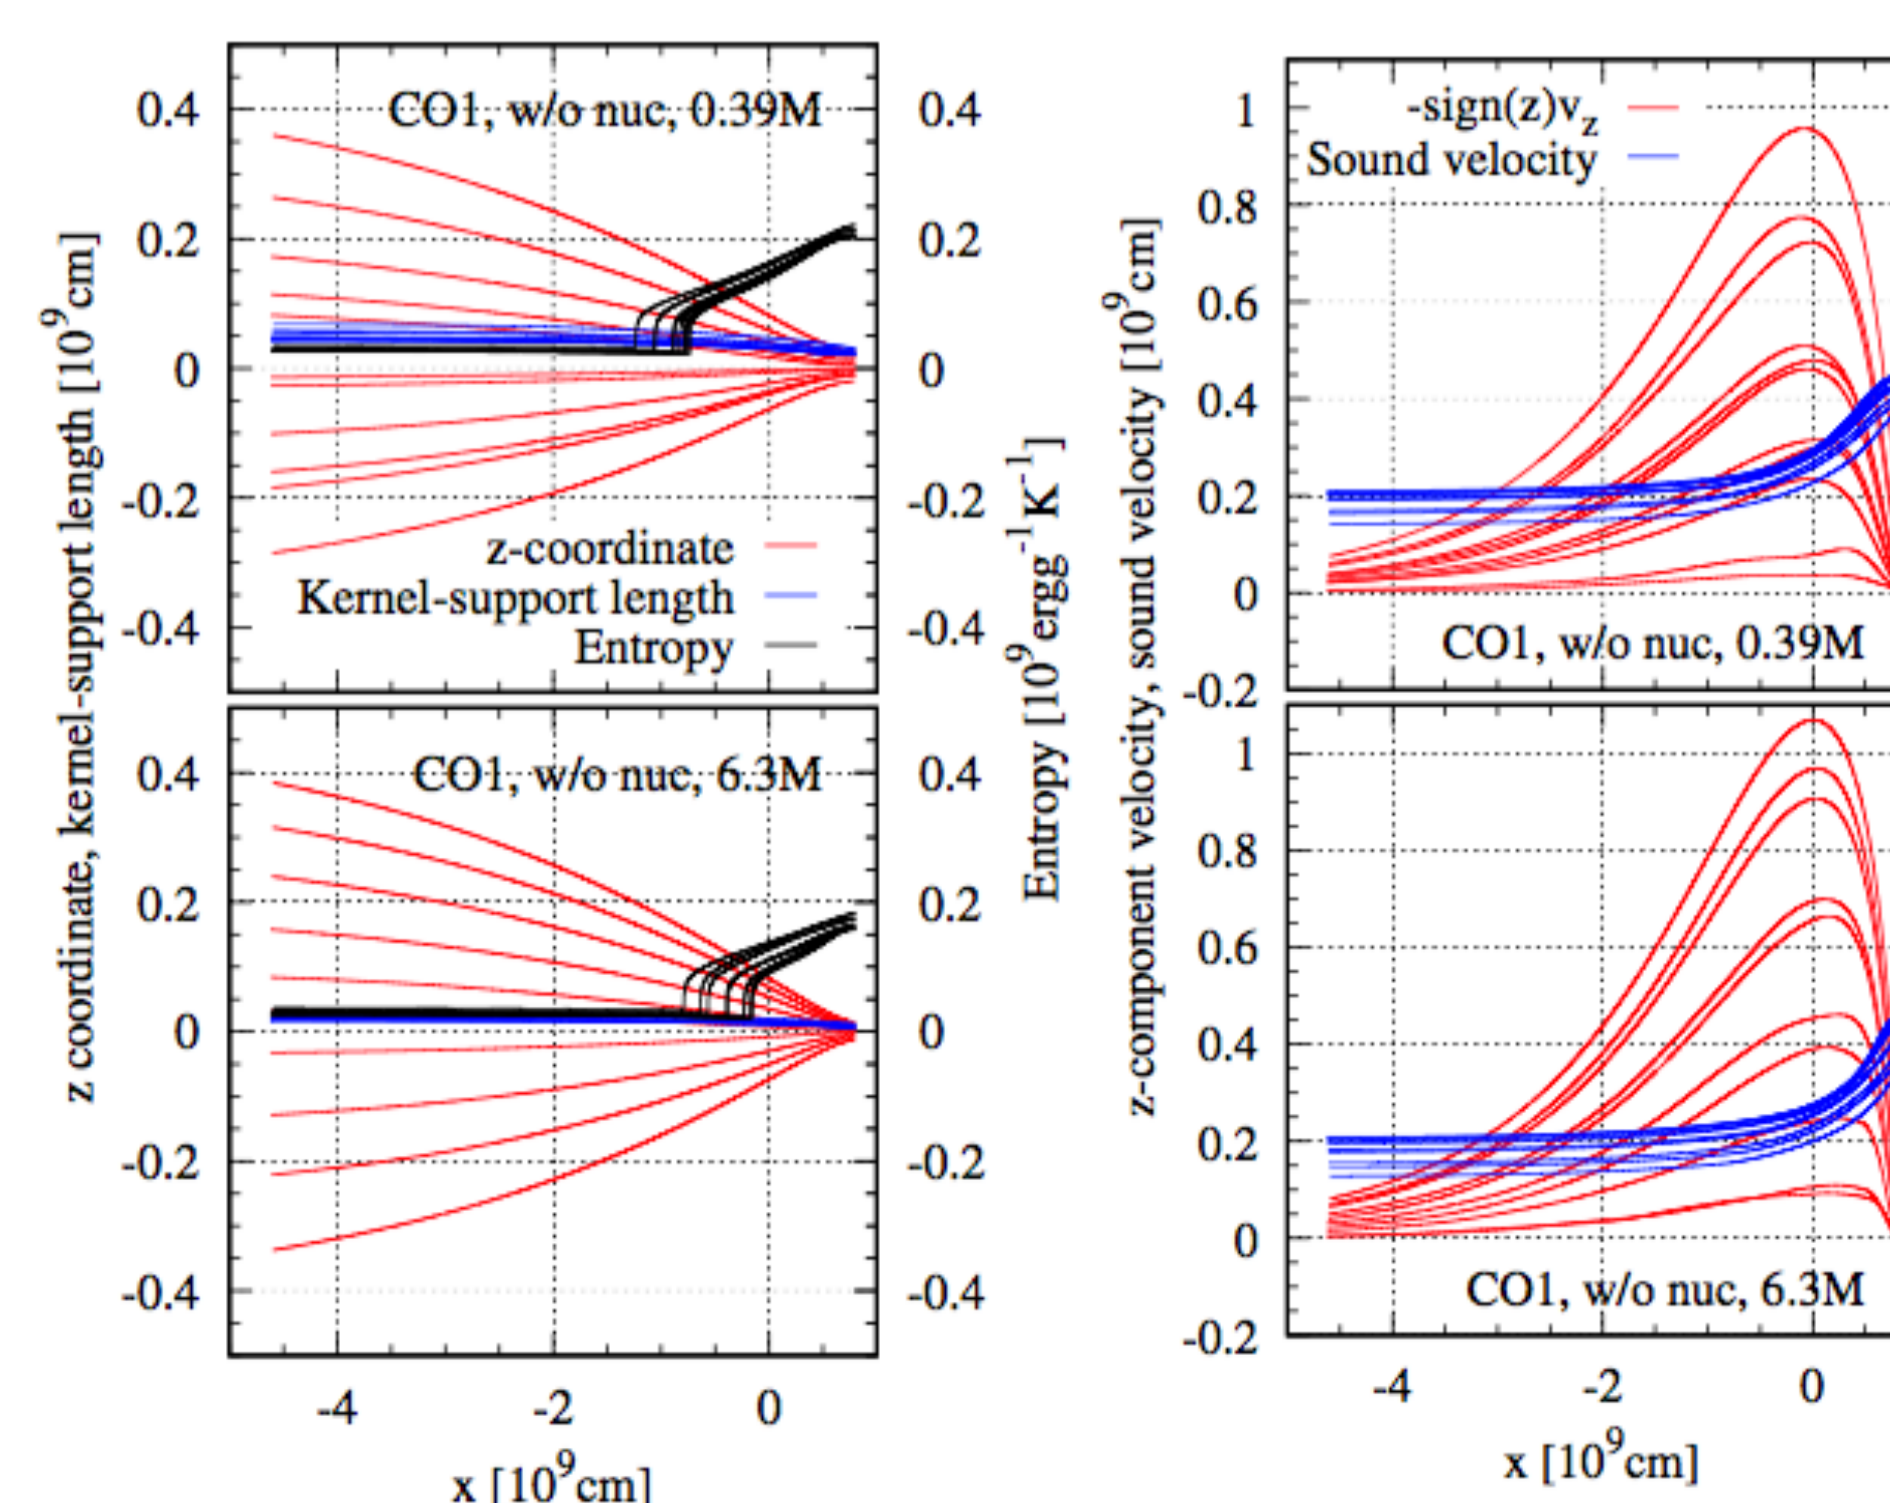 z coordinate, kernel-support length [10^9cm]
0.4
0.2
0
-0.2
-0.4
CO1, w/o nuc, 0.39M
z-coordinate
Kernel-support length
Entropy
0.4
0.2
0
-0.2
-0.4
0.4
0.2
0
-0.2
-0.4
CO1, w/o nuc, 6.3M
0.4
0.2
0
-0.2
-0.4
-4 -2 0
x [10^9cm]
Entropy [10^9ergg^-1K^-1]
z-component velocity, sound velocity [10^9cm]
1
0.8
0.6
0.4
0.2
0
-0.2
-sign(z)v_z
Sound velocity
CO1, w/o nuc, 0.39M
1
0.8
0.6
0.4
0.2
0
-0.2
CO1, w/o nuc, 6.3M
-4 -2 0
x [10^9cm]